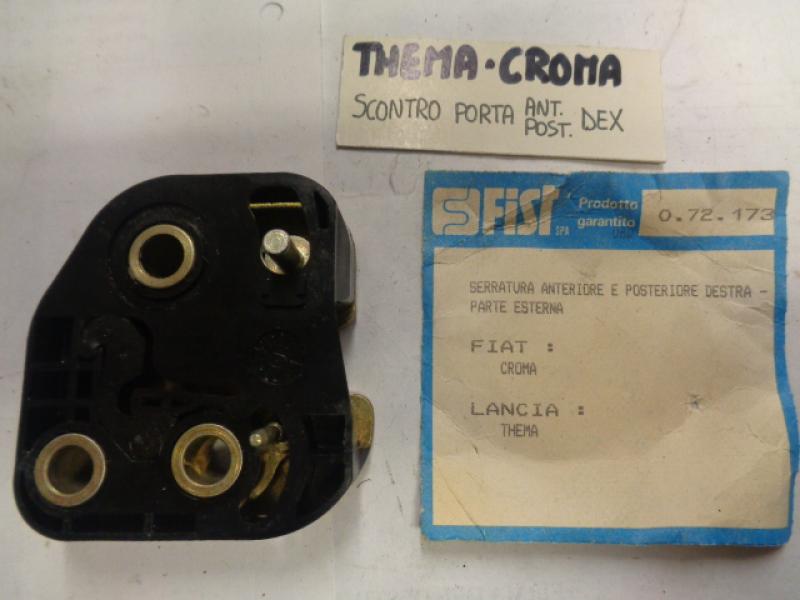 THEMA·CROMA
SCONTRO PORTA ANT. POST. DEX
FiST SPA
Prodotto garantito
0.72.173
SERRATURA ANTERIORE E POSTERIORE DESTRA -
PARTE ESTERNA
FIAT :
CROMA
LANCIA :
THEMA